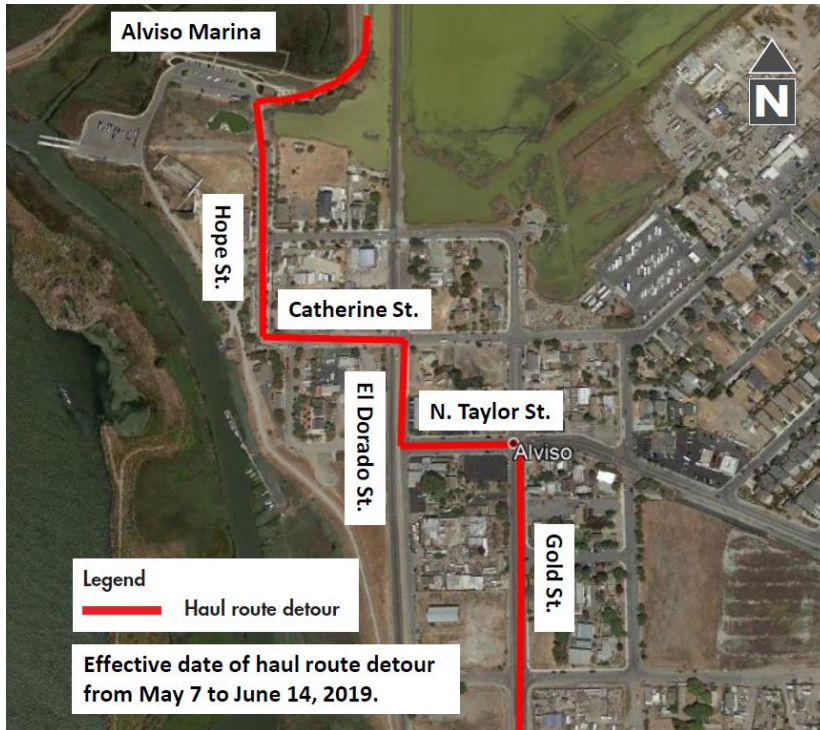 Alviso Marina
N
Hope St.
Catherine St.
El Dorado St.
N. Taylor St.
Alviso
Gold St.
Legend
Haul route detour
Effective date of haul route detour
from May 7 to June 14, 2019.